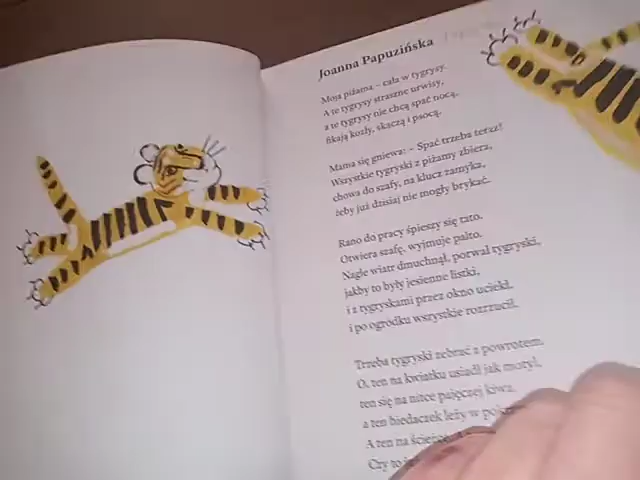 Joanna Papuzińska
Moja piżama – cała w tygrysy.
A te tygrysy straszne urwisy,
a te tygrysy nie chcą spać nocą,
fikają kozły, skaczą i psocą.
Mama się gniewa: – Spać trzeba teraz!
Wszystkie tygryski z piżamy zbiera,
chowa do szafy, na klucz zamyka,
żeby już dzisiaj nie mogły brykać.
Rano do pracy śpieszy się tato.
Otwiera szafę, wyjmuje palto.
Nagle wiatr dmuchnął, porwał tygryski,
jakby to były jesienne listki,
i z tygryskami przez okno uciekł,
i po ogródku wszystkie rozrzucił.
Trzeba tygryski zebrać z powrotem.
O, ten na kwiatku usiadł jak motyl,
ten się na nitce pajęczej kiwa,
a ten biedaczek leży w
A ten na ścieżce.
Czy to